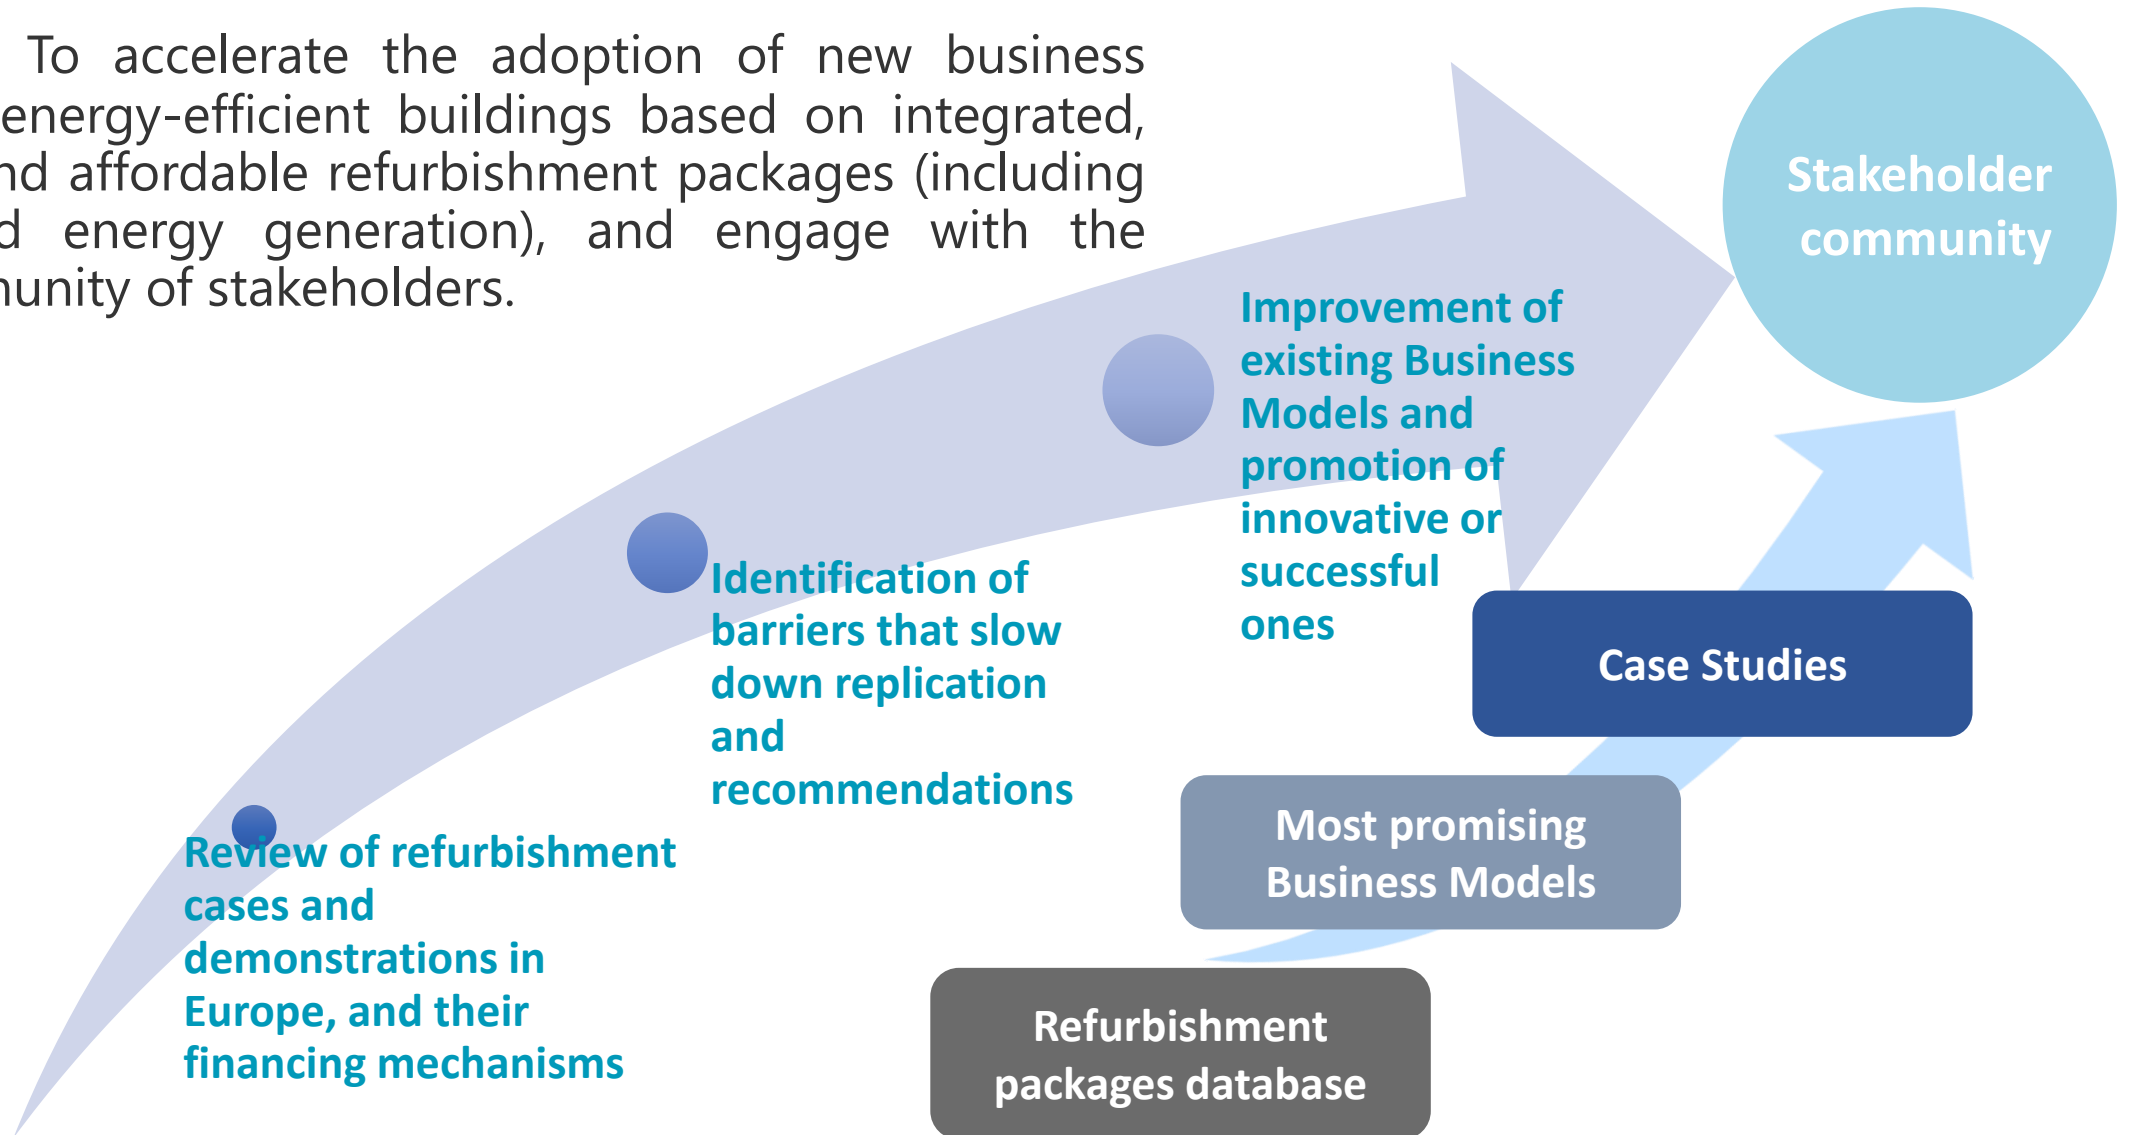 To accelerate the adoption of new business
energy-efficient buildings based on integrated,
affordable refurbishment packages (including
energy generation), and engage with the
of stakeholders.
Stakeholder
community
Improvement of
existing Business
Models and
promotion of
innovative or
successful
ones
Identification of
barriers that slow
down replication
and
recommendations
Review of refurbishment
cases and
demonstrations in
Europe, and their
financing mechanisms
Case Studies
Most promising
Business Models
Refurbishment
packages database